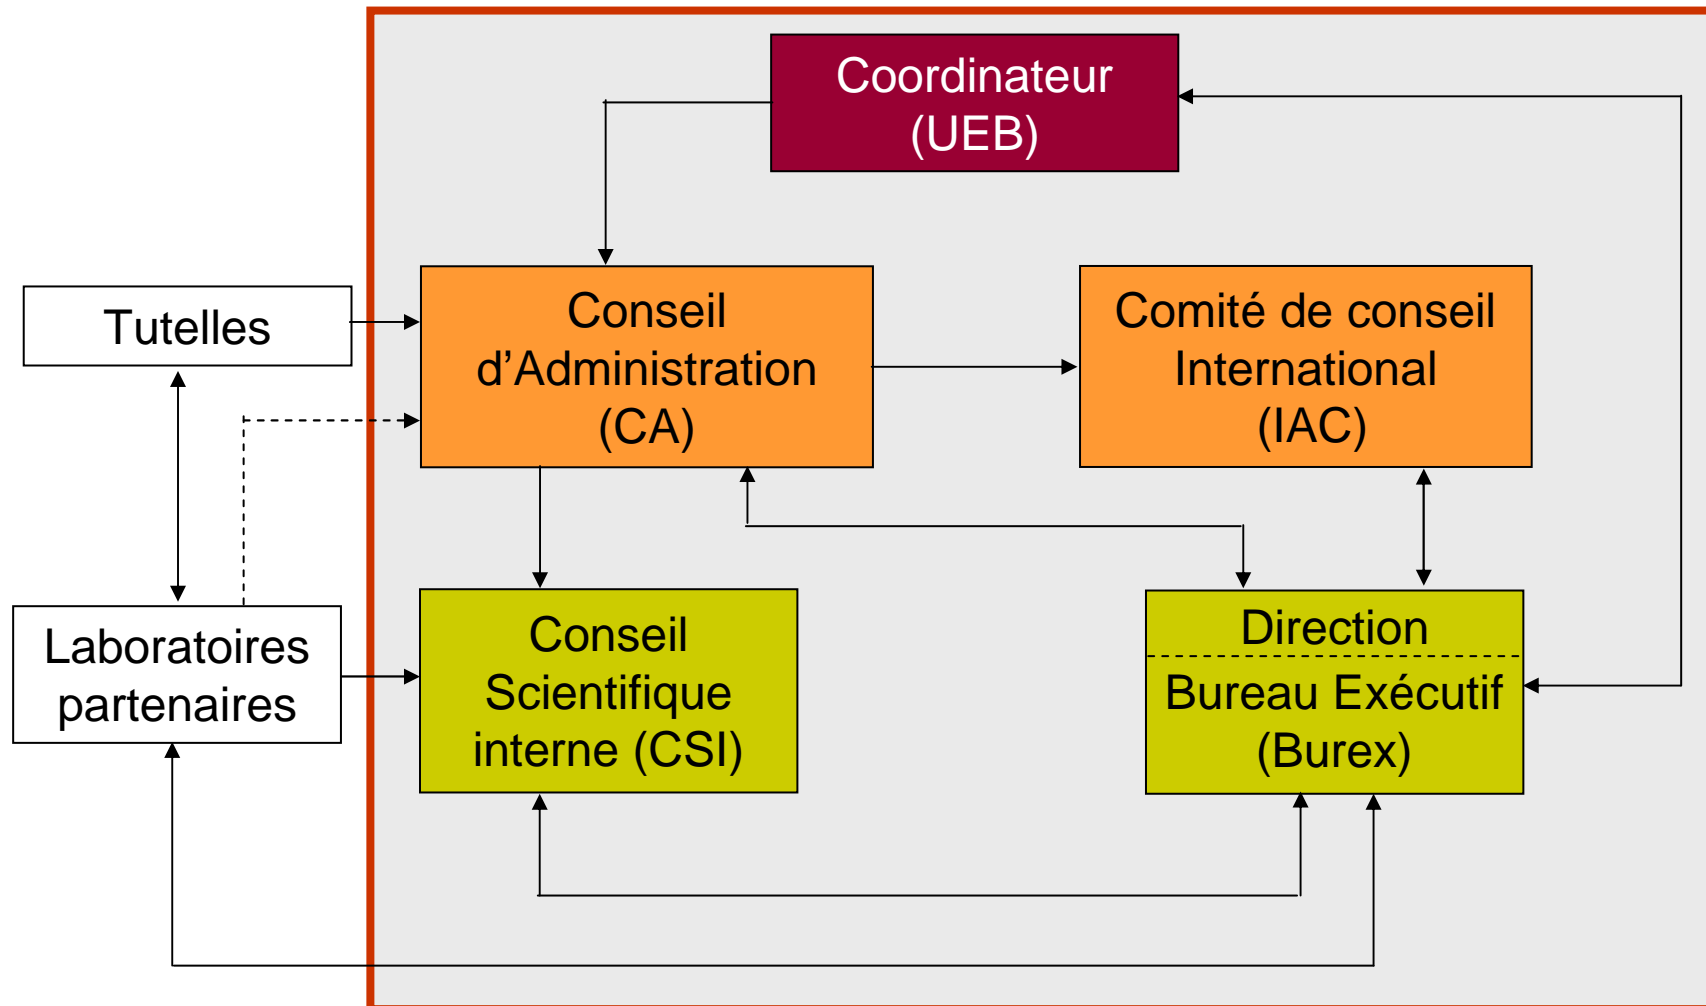 Coordinateur
(UEB)
Tutelles
Conseil
d’Administration
(CA)
Comité de conseil
International
(IAC)
Laboratoires
partenaires
Conseil
Scientifique
interne (CSI)
Direction
Bureau Exécutif
(Burex)